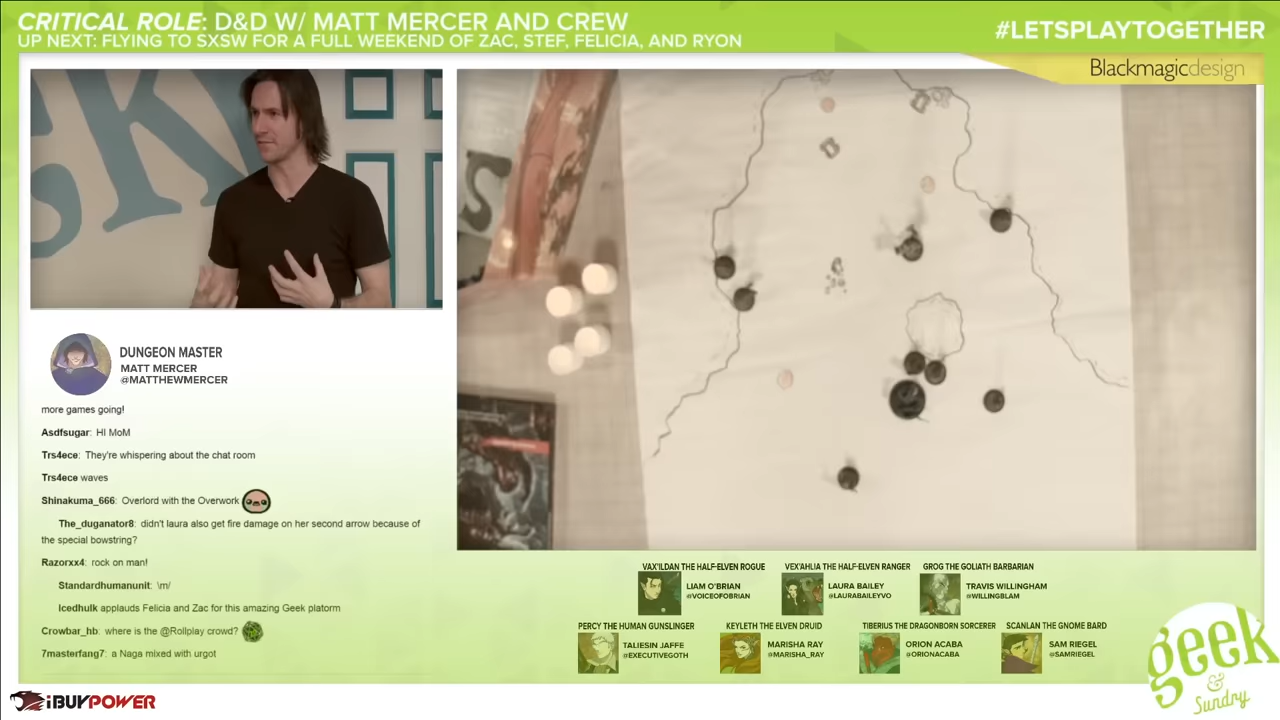 CRITICAL ROLE: D&D W/ MATT MERCER AND CREW
UP NEXT: FLYING TO SXSW FOR A FULL WEEKEND OF ZAC, STEF, FELICIA, AND RYON
#LETSPLAYTOGETHER
Blackmagicdesign
DUNGEON MASTER
MATT MERCER
@MATTHEWMERCER
more games going!
Asdfsugar: HI MoM
Trs4ece: They're whispering about the chat room
Trs4ece waves
Shinakuma_666: Overlord with the Overwork
The_duganator8: didn't laura also get fire damage on her second arrow because of
the special bowstring?
Razorxx4: rock on man!
Standardhumanunit: \m/
Icedhulk applauds Felicia and Zac for this amazing Geek platorm
Crowbar_hb: where is the @Rollplay crowd?
7masterfang7: a Naga mixed with urgot
VAX'ILDAN THE HALF-ELVEN ROGUE
LIAM O'BRIAN
@VOICEOFOBRIAN
VEX'AHLIA THE HALF-ELVEN RANGER
LAURA BAILEY
@LAURABAILEYVO
GROG THE GOLIATH BARBARIAN
TRAVIS WILLINGHAM
@WILLINGBLAM
PERCY THE HUMAN GUNSLINGER
TALIESIN JAFFE
@EXECUTIVEGOTH
KEYLETH THE ELVEN DRUID
MARISHA RAY
@MARISHA_RAY
TIBERIUS THE DRAGONBORN SORCERER
ORION ACABA
@ORIONACABA
SCANLAN THE GNOME BARD
SAM RIEGEL
@SAMRIEGEL
geek
&
Sundry
iBUYPOWER